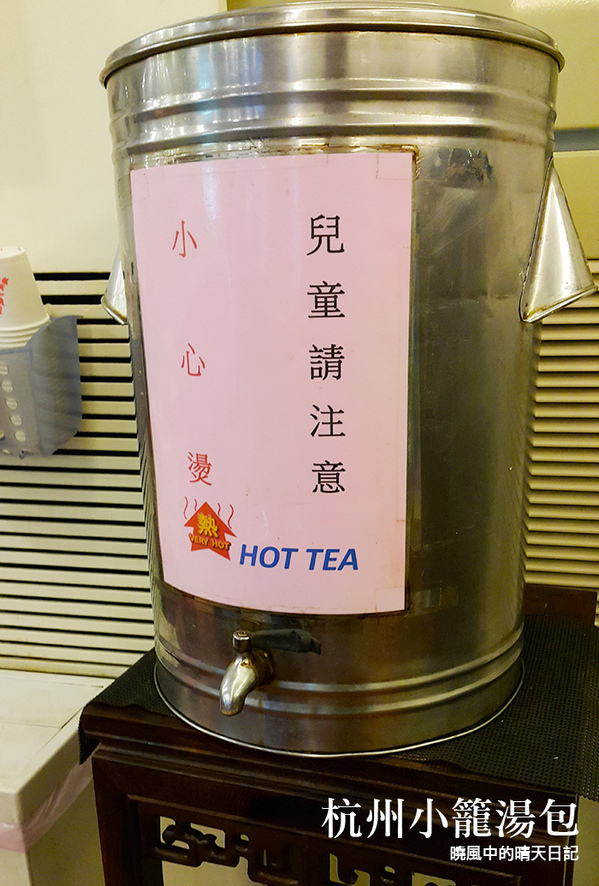 兒童請注意
小心燙
熱
VERY HOT
HOT TEA
杭州小籠湯包
曉風中的晴天日記